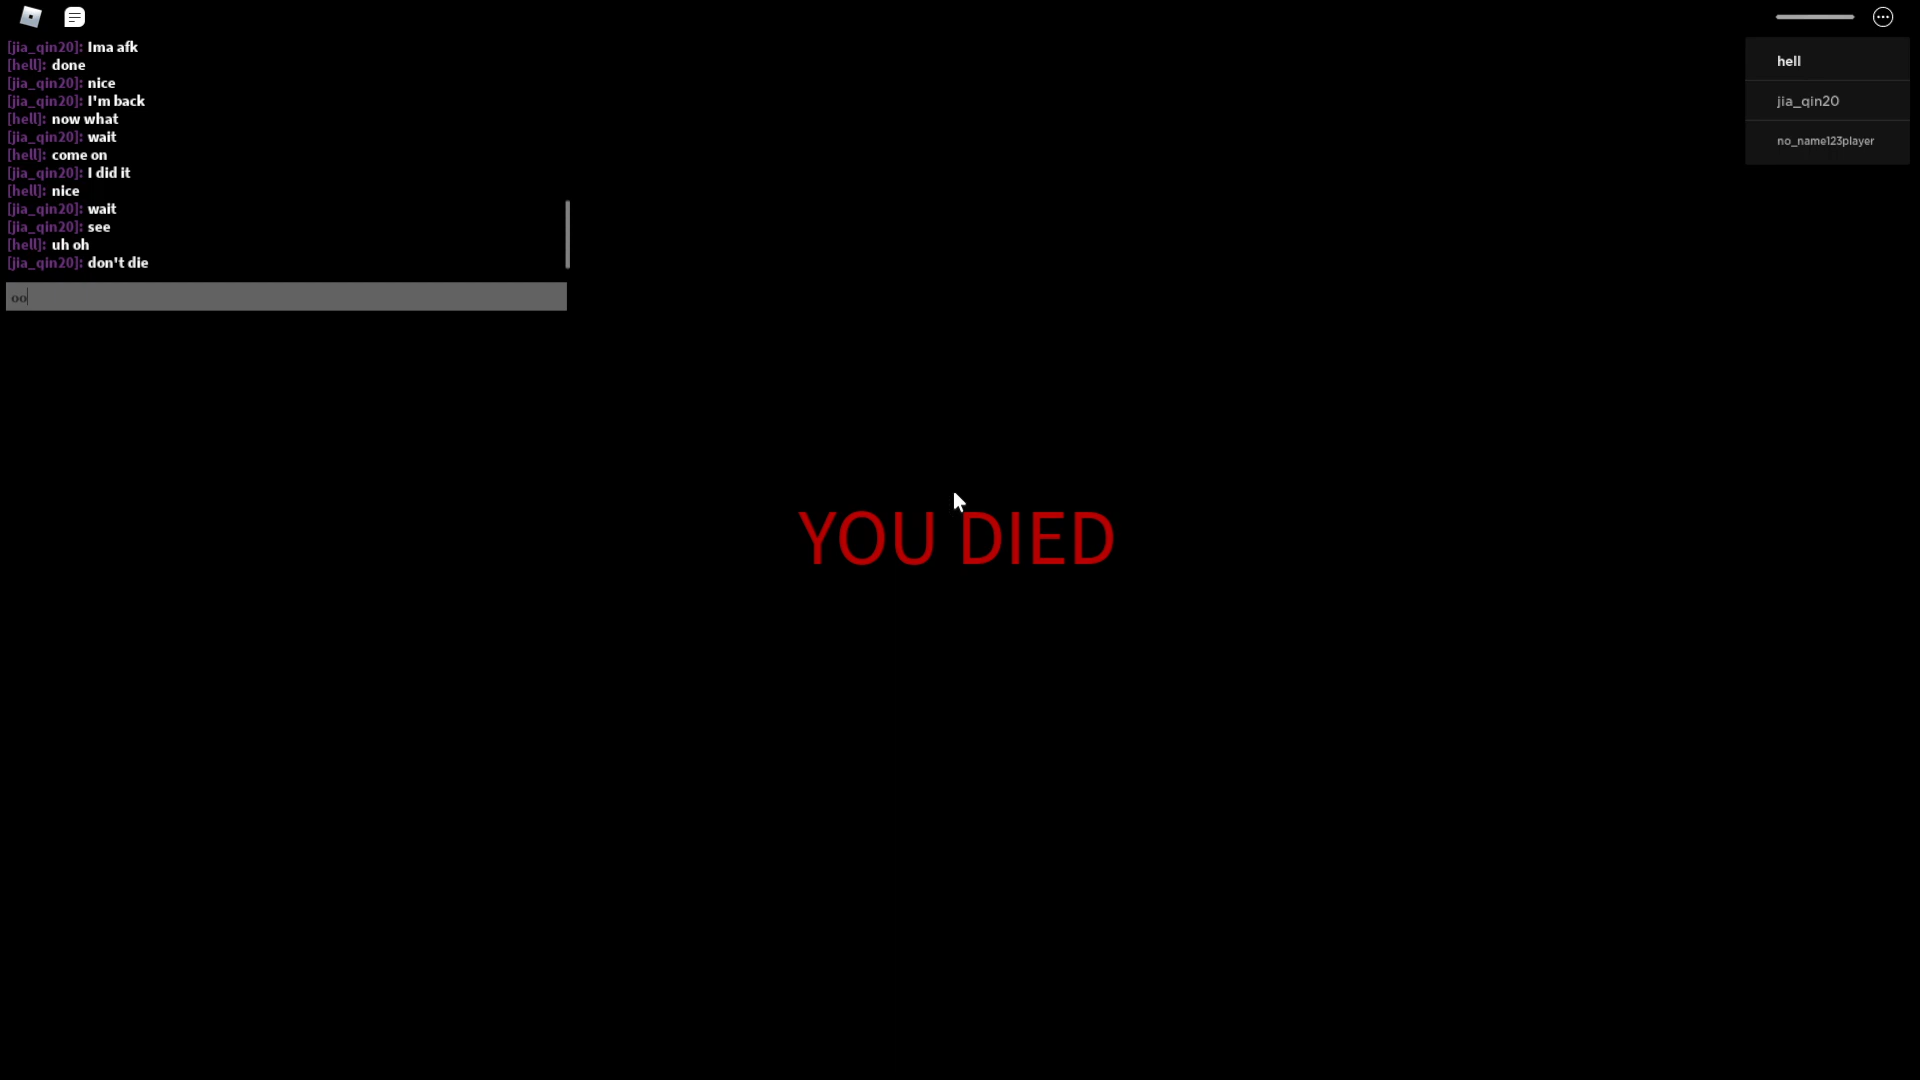 [jia_qin20]: Ima afk
[hell]: done
[jia_qin20]: nice
[jia_qin20]: I'm back
[hell]: now what
[jia_qin20]: wait
[hell]: come on
[jia_qin20]: I did it
[hell]: nice
[jia_qin20]: wait
[jia_qin20]: see
[hell]: uh oh
[jia_qin20]: don't die
oo
hell
jia_qin20
no_name123player
YOU DIED